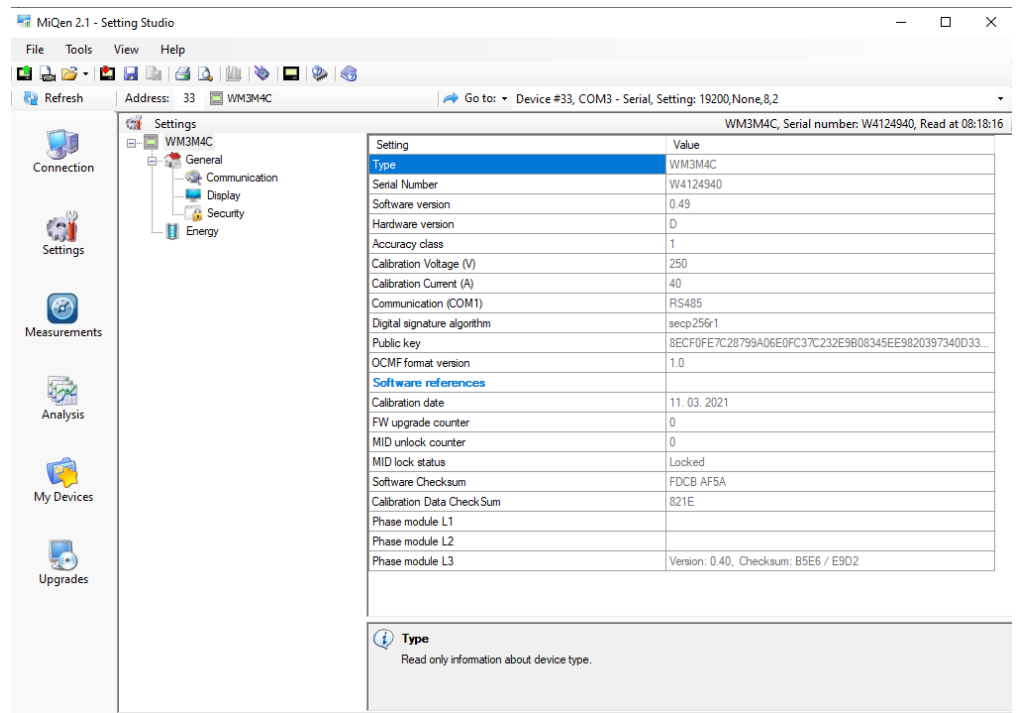 MiQen 2.1 - Setting Studio
File Tools View Help
Refresh Address: 33 WM3M4C Go to: Device #33, COM3 - Serial, Setting: 19200,None,8,2
Settings WM3M4C, Serial number: W4124940, Read at 08:18:16
Connection
Settings
Measurements
Analysis
My Devices
Upgrades
WM3M4C
General
Communication
Display
Security
Energy
Setting Value
Type WM3M4C
Serial Number W4124940
Software version 0.49
Hardware version D
Accuracy class 1
Calibration Voltage (V) 250
Calibration Current (A) 40
Communication (COM1) RS485
Digital signature algorithm secp256r1
Public key 8ECF0FE7C28799A06E0FC37C232E9B08345EE9820397340D33...
OCMF format version 1.0
Software references
Calibration date 11. 03. 2021
FW upgrade counter 0
MID unlock counter 0
MID lock status Locked
Software Checksum FDCB AF5A
Calibration Data CheckSum 821E
Phase module L1
Phase module L2
Phase module L3 Version: 0.40, Checksum: B5E6 / E9D2
Type
Read only information about device type.